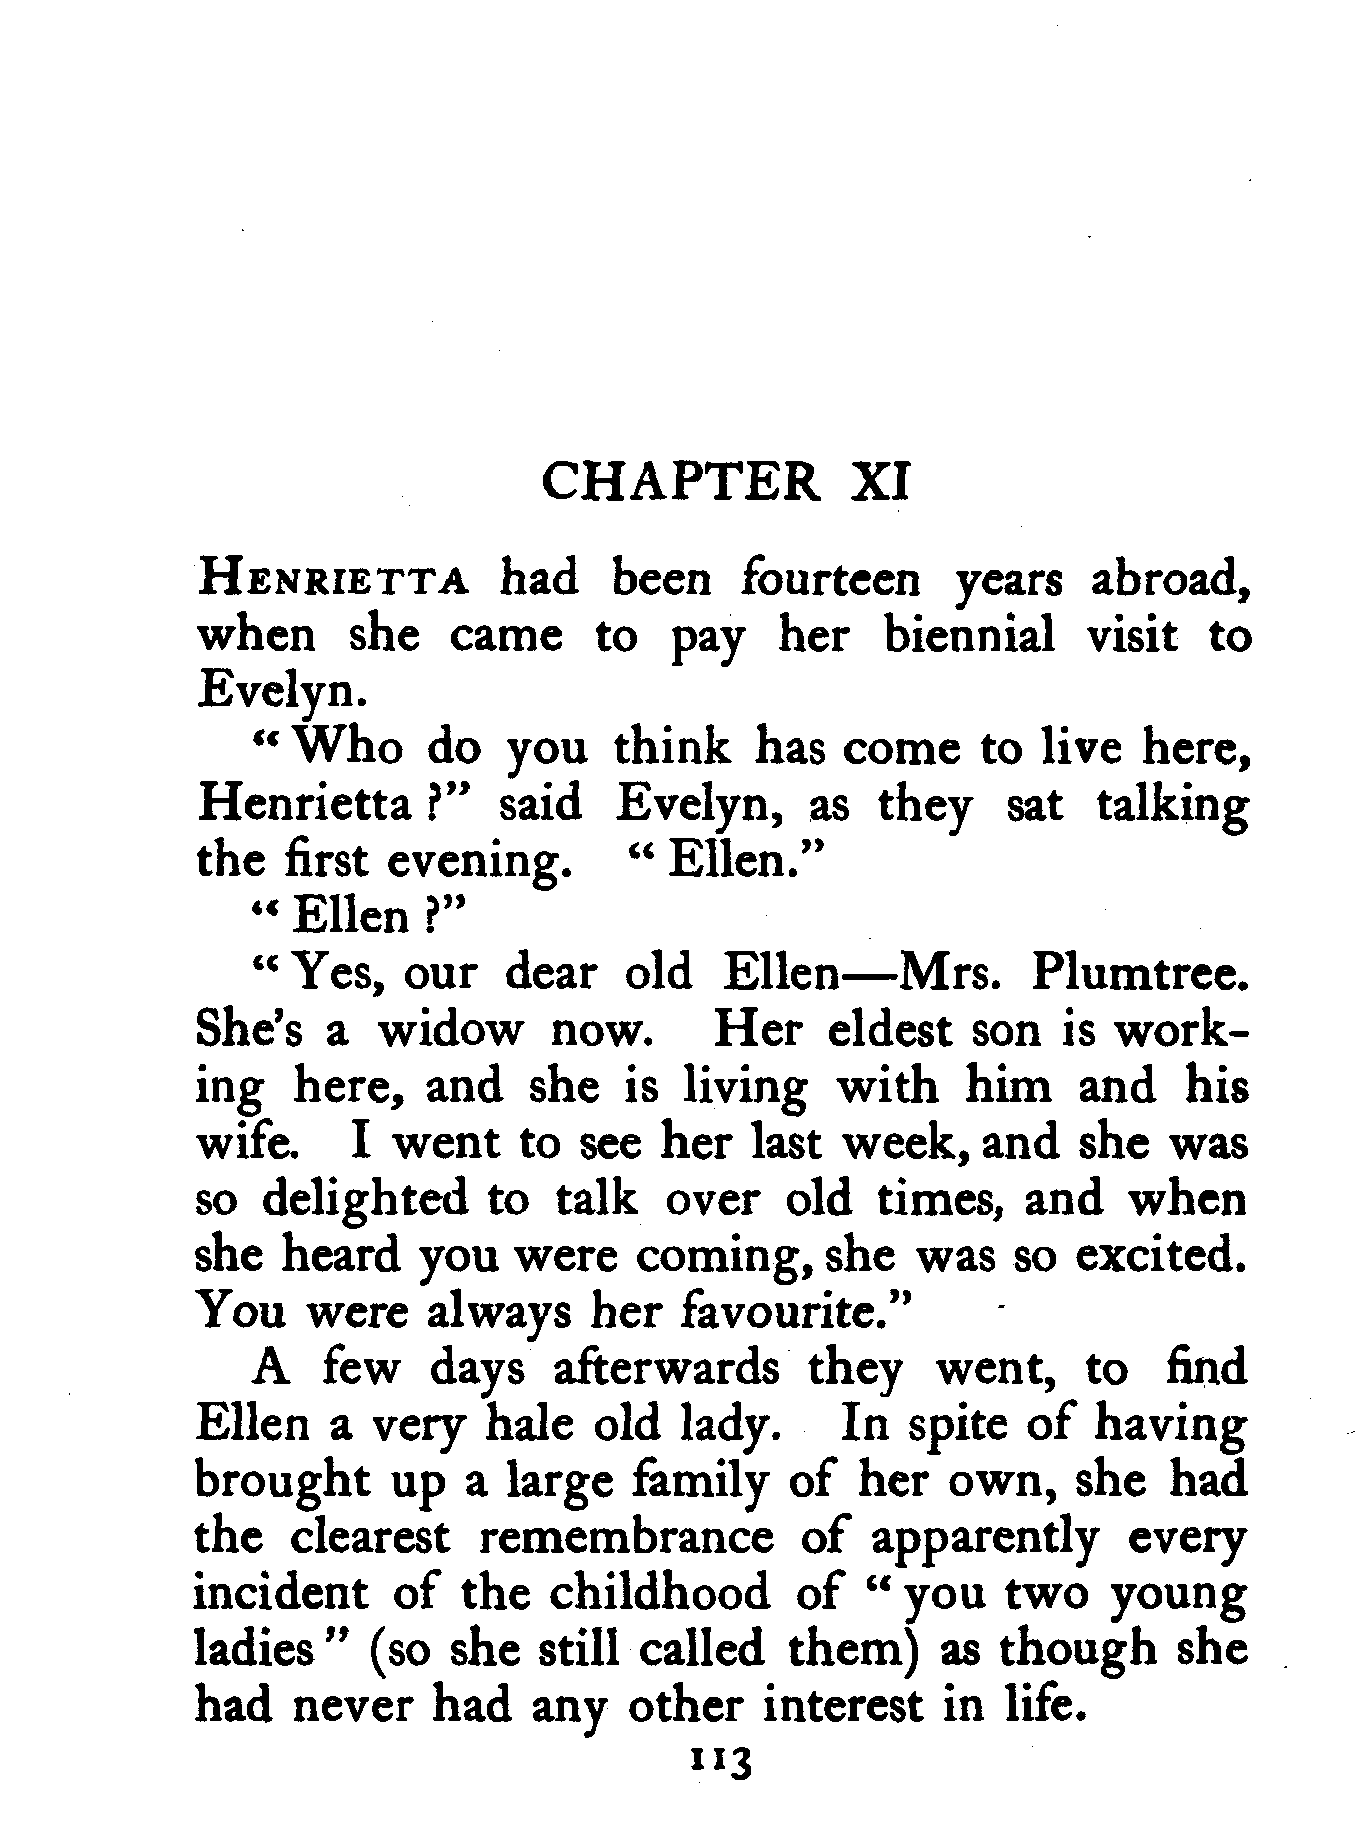 CHAPTER XI
HENRIETTA had been fourteen years abroad,
when she came to pay her biennial visit to
Evelyn.
“ Who do you think has come to live here,
Henrietta ?” said Evelyn, as they sat talking
the first evening. “ Ellen.”
“ Ellen ?”
“ Yes, our dear old Ellen—Mrs. Plumtree.
She’s a widow now. Her eldest son is work-
ing here, and she is living with him and his
wife. I went to see her last week, and she was
so delighted to talk over old times, and when
she heard you were coming, she was so excited.
You were always her favourite.”
A few days afterwards they went, to find
Ellen a very hale old lady. In spite of having
brought up a large family of her own, she had
the clearest remembrance of apparently every
incident of the childhood of “ you two young
ladies ” (so she still called them) as though she
had never had any other interest in life.
113